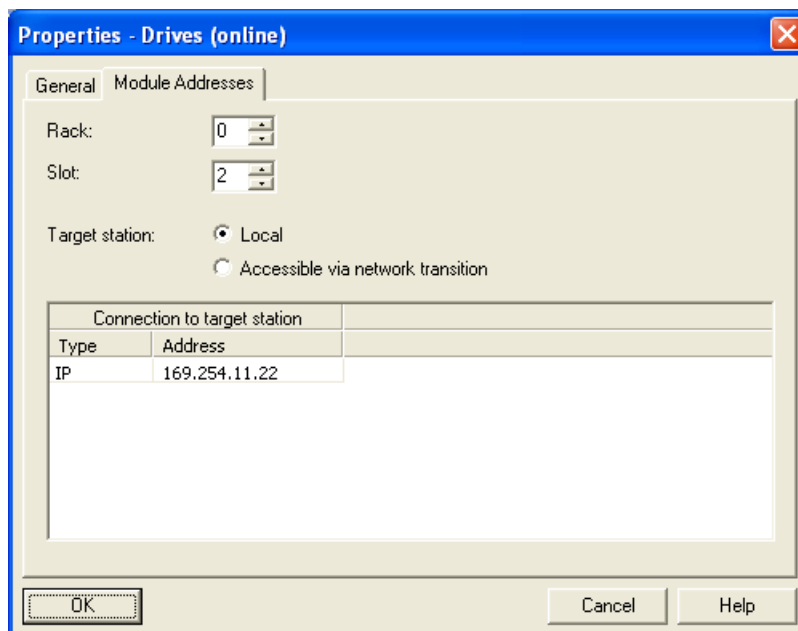 Properties - Drives (online)
General Module Addresses
Rack: 0
Slot: 2
Target station: Local
Accessible via network transition
Connection to target station
Type Address
IP 169.254.11.22
OK Cancel Help